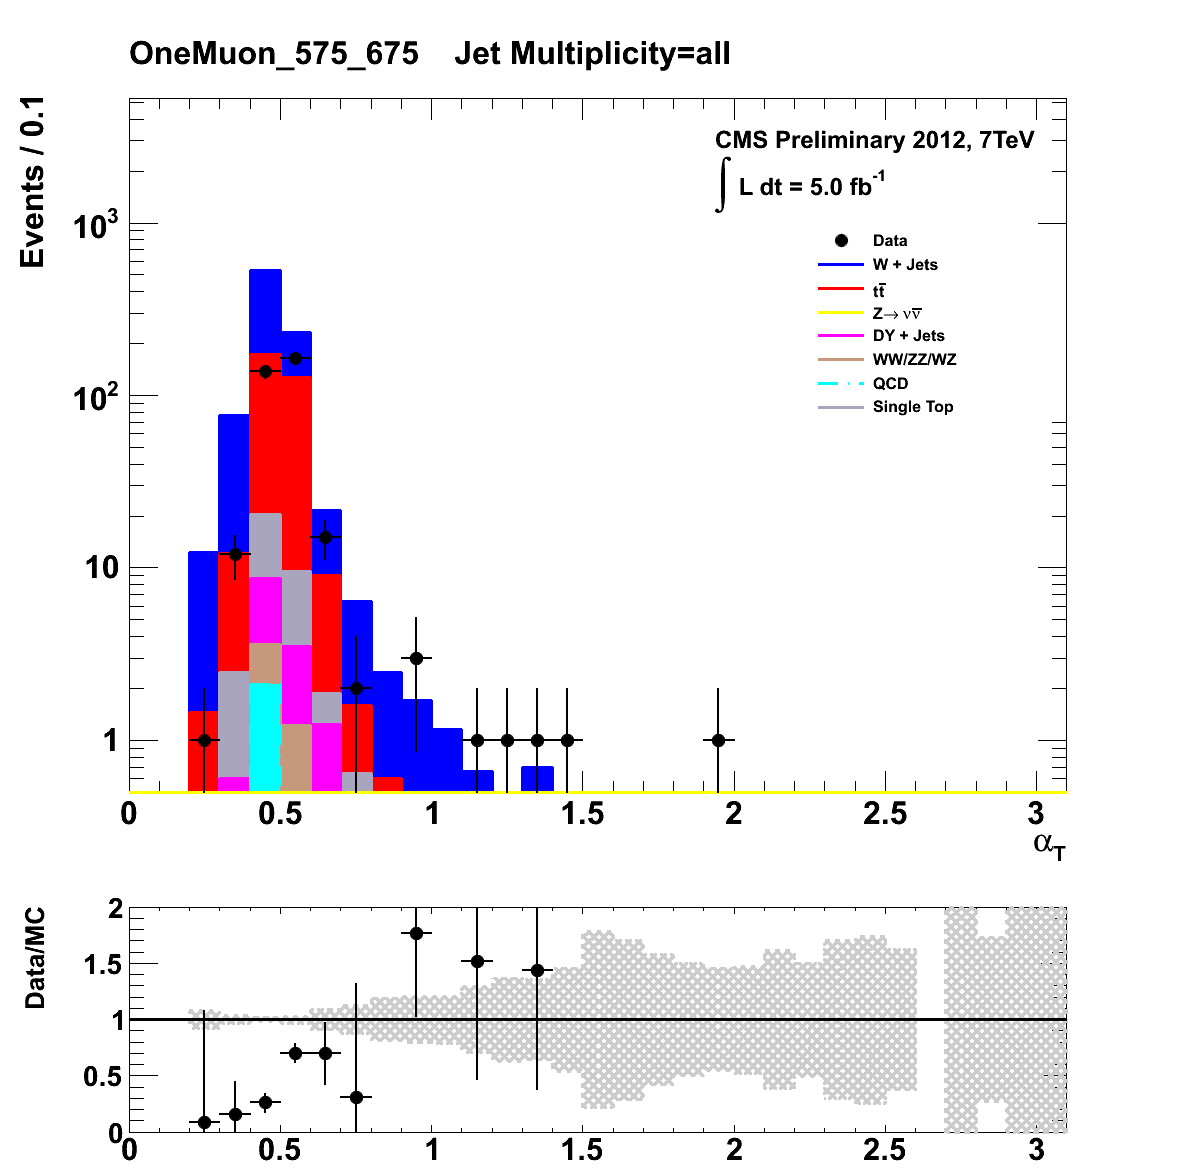 OneMuon_575_675 Jet Multiplicity=all
Events / 0.1
CMS Preliminary 2012, 7TeV
∫ L dt = 5.0 fb⁻¹
Data
W + Jets
tt̅
Z→ νν̅
DY + Jets
WW/ZZ/WZ
QCD
Single Top
10³
10²
10
1
0 0.5 1 1.5 2 2.5 3
α_T
Data/MC
2
1.5
1
0.5
0
0 0.5 1 1.5 2 2.5 3